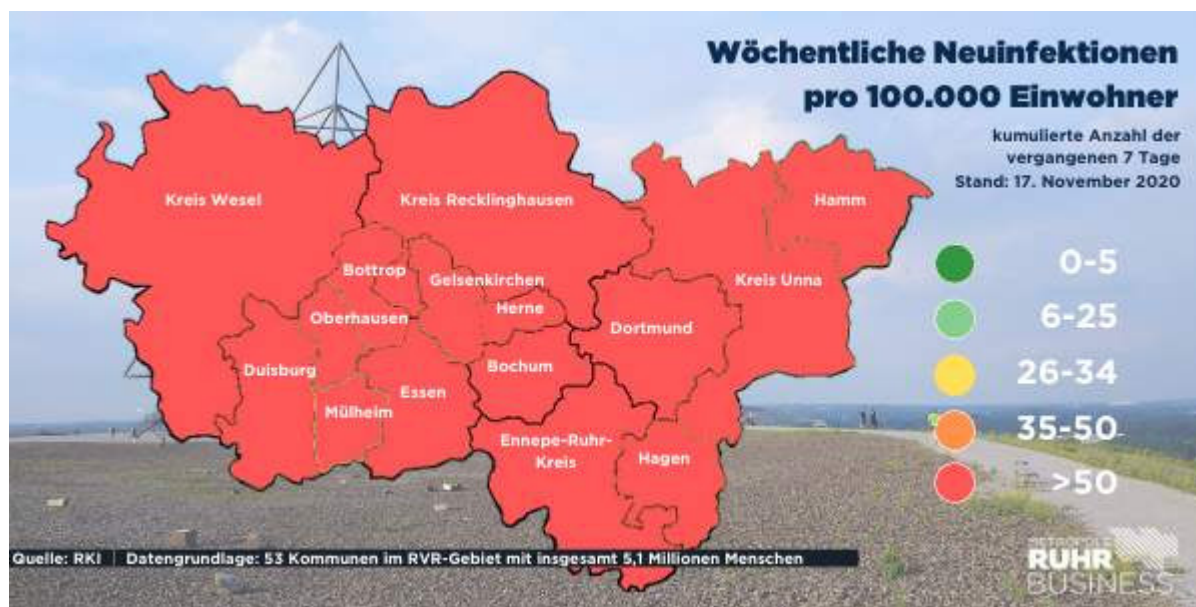 Wöchentliche Neuinfektionen
pro 100.000 Einwohner
kumulierte Anzahl der
vergangenen 7 Tage
Stand: 17. November 2020
Kreis Wesel
Kreis Recklinghausen
Hamm
Bottrop
Gelsenkirchen
Kreis Unna
Herne
Oberhausen
Dortmund
Duisburg
Bochum
Essen
Mülheim
Ennepe-Ruhr-
Kreis
Hagen
0-5
6-25
26-34
35-50
>50
Quelle: RKI | Datengrundlage: 53 Kommunen im RVR-Gebiet mit insgesamt 5,1 Millionen Menschen
METROPOLE
RUHR
BUSINESS